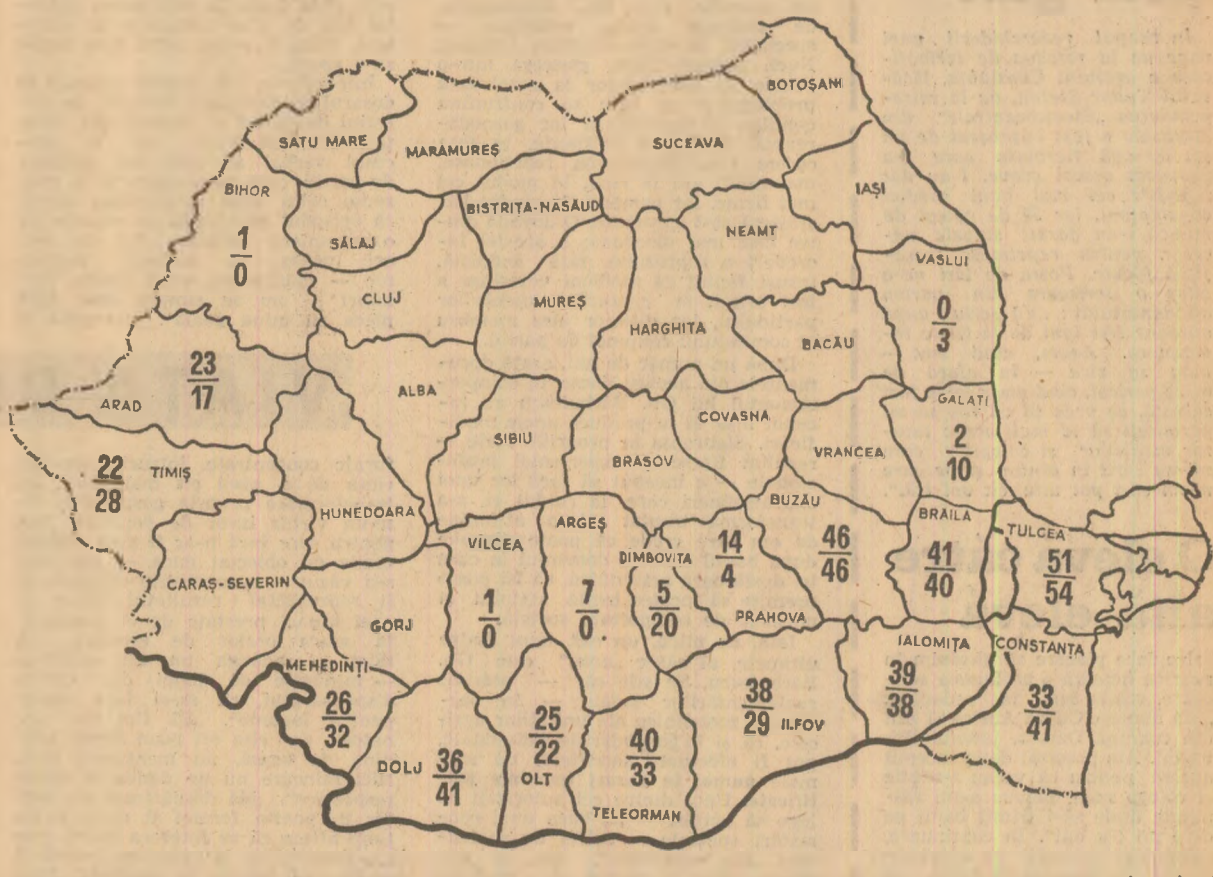 BOTOȘANI
SATU MARE
MARAMUREȘ
SUCEAVA
BIHOR
1
0
IAȘI
BISTRIȚA-NĂSĂUD
SĂLAJ
NEAMȚ
VASLUI
0
3
CLUJ
MUREȘ
HARGHITA
BACĂU
23
17
ARAD
ALBA
COVASNA
GALAȚI
2
10
SIBIU
BRAȘOV
VRANCEA
22
28
TIMIȘ
HUNEDOARA
BUZĂU
46
46
BRĂILA
41
40
TULCEA
51
54
VÎLCEA
1
0
ARGEȘ
7
0
DIMBOVIȚA
5
20
14
4
PRAHOVA
CARAȘ-SEVERIN
GORJ
MEHEDINȚI
26
32
IALOMIȚA
39
38
CONSTANȚA
33
41
38
29
ILFOV
DOLJ
36
41
25
22
OLT
40
33
TELEORMAN